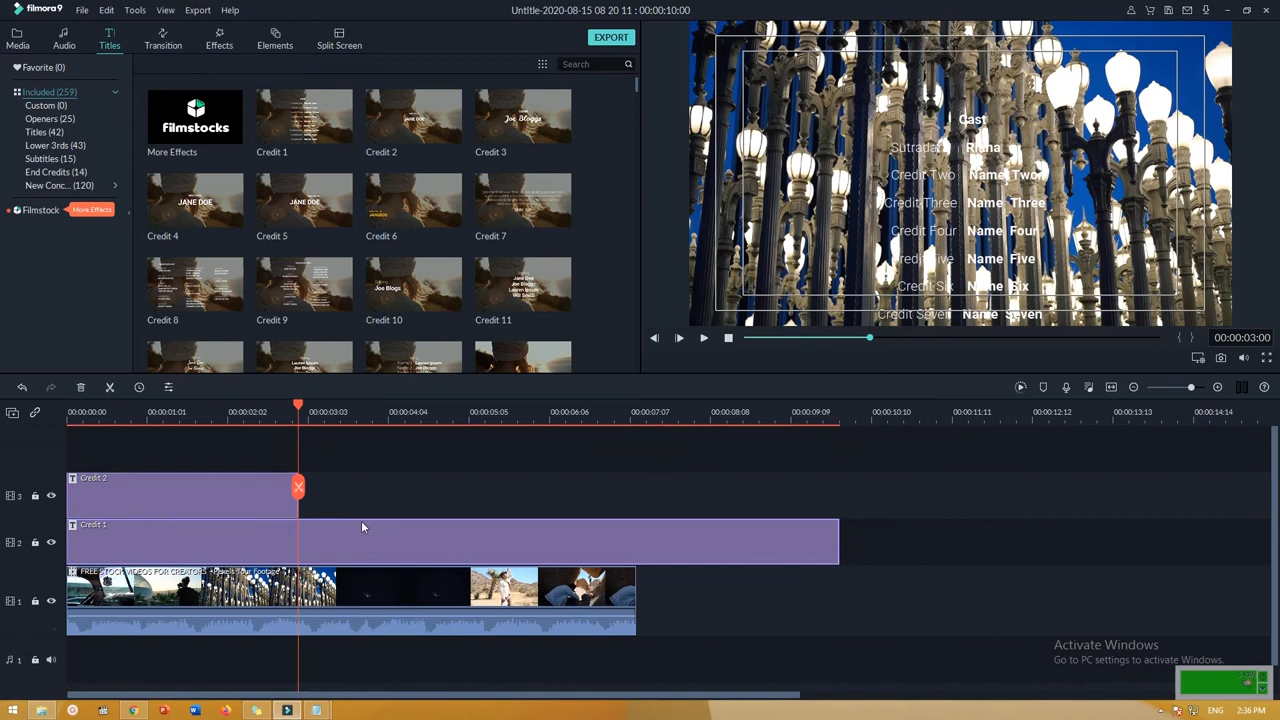 filmora9 File Edit Tools View Export Help Untitle-2020-08-15 08 20 11 : 00:00:10:00
Media Audio Titles Transition Effects Elements Split Screen EXPORT
Favorite (0)
Search
Included (259)
Custom (0)
Openers (25)
Titles (42)
Lower 3rds (43)
Subtitles (15)
End Credits (14)
New Conc... (120)
Filmstock More Effects
filmstocks
More Effects Credit 1 Credit 2 Credit 3
JANE DOE
Joe Bloggs
JANE DOE
JANE DOE
Credit 4 Credit 5 Credit 6 Credit 7
Joe Blogs
Credit 8 Credit 9 Credit 10 Credit 11
Cast
Riana
Credit Two Name Two
Credit Three Name Three
Credit Four Name Four
Credit Five Name Five
Credit Six Name Six
Credit Seven Name Seven
00:00:03:00
00:00:00:00 00:00:01:01 00:00:02:02 00:00:03:03 00:00:04:04 00:00:05:05 00:00:06:06 00:00:07:07 00:00:08:08 00:00:09:09 00:00:10:10 00:00:11:11 00:00:12:12 00:00:13:13 00:00:14:14
3
Credit 2
2
Credit 1
1
FREE STOCK VIDEOS FOR CREATORS
1
Activate Windows
Go to PC settings to activate Windows.
ENG 2:36 PM